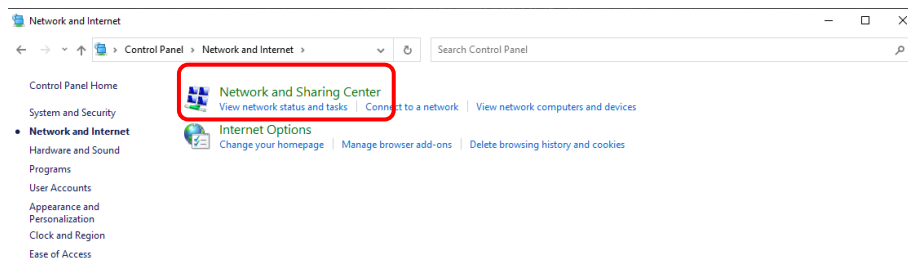 Network and Internet
Control Panel > Network and Internet >
Search Control Panel
Control Panel Home
System and Security
Network and Internet
Hardware and Sound
Programs
User Accounts
Appearance and
Personalization
Clock and Region
Ease of Access
Network and Sharing Center
View network status and tasks | Connect to a network | View network computers and devices
Internet Options
Change your homepage | Manage browser add-ons | Delete browsing history and cookies